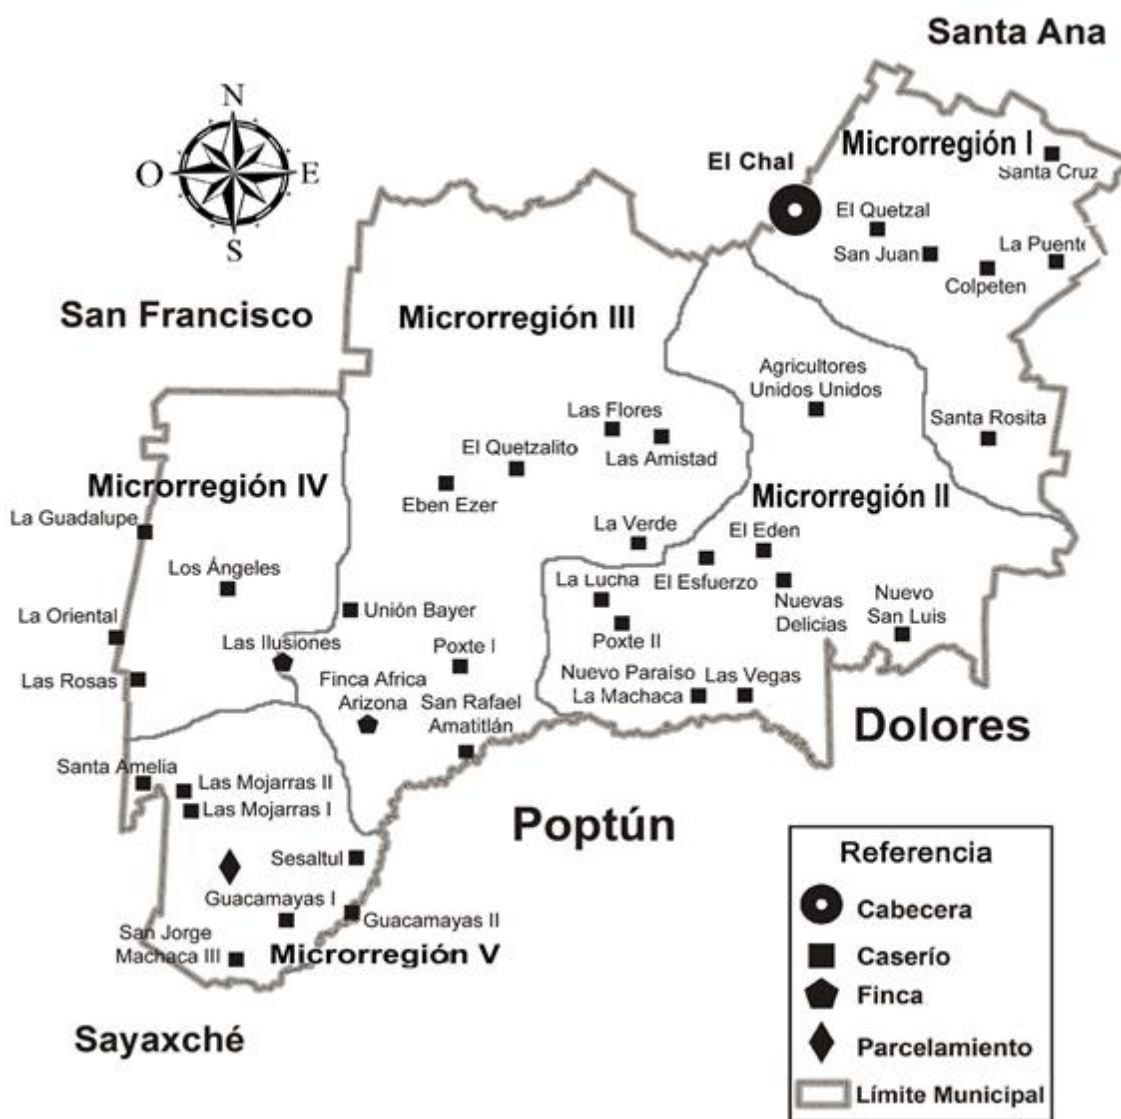 Santa Ana
N
O
E
S
Microrregión I
El Chal
Santa Cruz
El Quetzal
San Juan
La Puente
Colpeten
San Francisco
Microrregión III
Agricultores
Unidos Unidos
Las Flores
Santa Rosita
El Quetzalito
Las Amistad
Microrregión IV
Eben Ezer
Microrregión II
La Guadalupe
La Verde
El Eden
Los Ángeles
La Lucha
El Esfuerzo
La Oriental
Unión Bayer
Nuevas
Delicias
Nuevo
San Luis
Las Ilusiones
Poxte I
Poxte II
Las Rosas
Finca Africa
Arizona
San Rafael
Amatitlán
Nuevo Paraíso
La Machaca
Las Vegas
Dolores
Santa Amelia
Las Mojarras II
Las Mojarras I
Poptún
Sesaltul
Guacamayas I
Guacamayas II
San Jorge
Machaca III
Microrregión V
Sayaxché
Referencia
Cabecera
Caserío
Finca
Parcelamiento
Límite Municipal